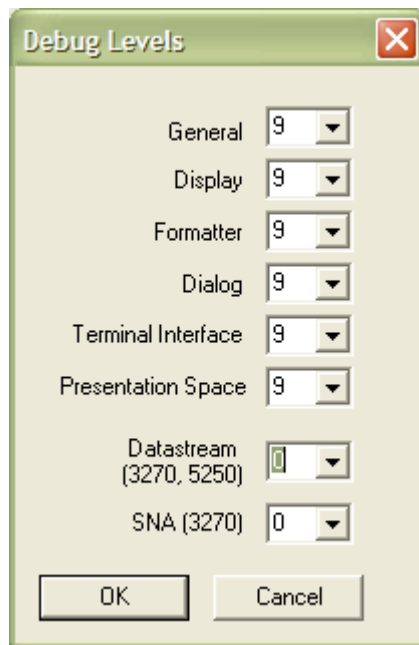 Debug Levels
General 9
Display 9
Formatter 9
Dialog 9
Terminal Interface 9
Presentation Space 9
Datastream
(3270, 5250) 0
SNA (3270) 0
OK Cancel